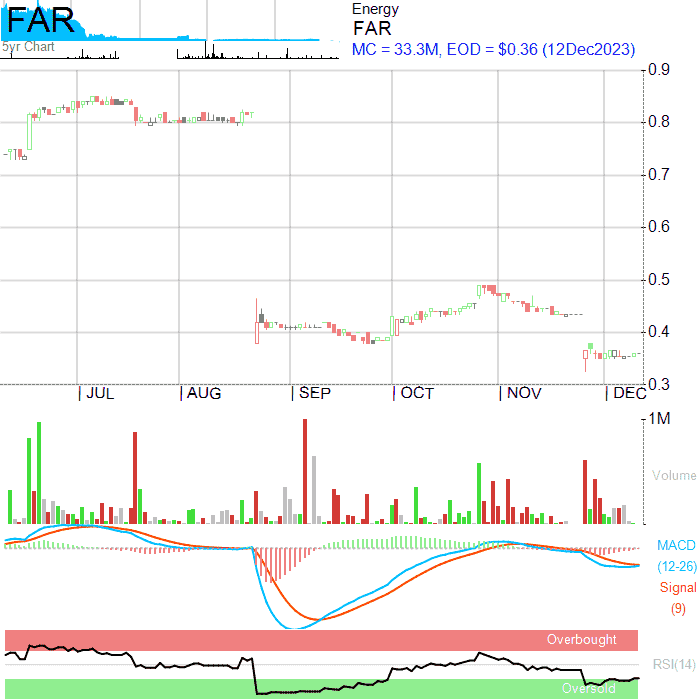 FAR
5yr Chart
Energy
FAR
MC = 33.3M, EOD = $0.36 (12Dec2023)
0.9
0.8
0.7
0.6
0.5
0.4
0.3
JUL AUG SEP OCT NOV DEC
1M
Volume
MACD
(12-26)
Signal
(9)
Overbought
RSI(14)
Oversold